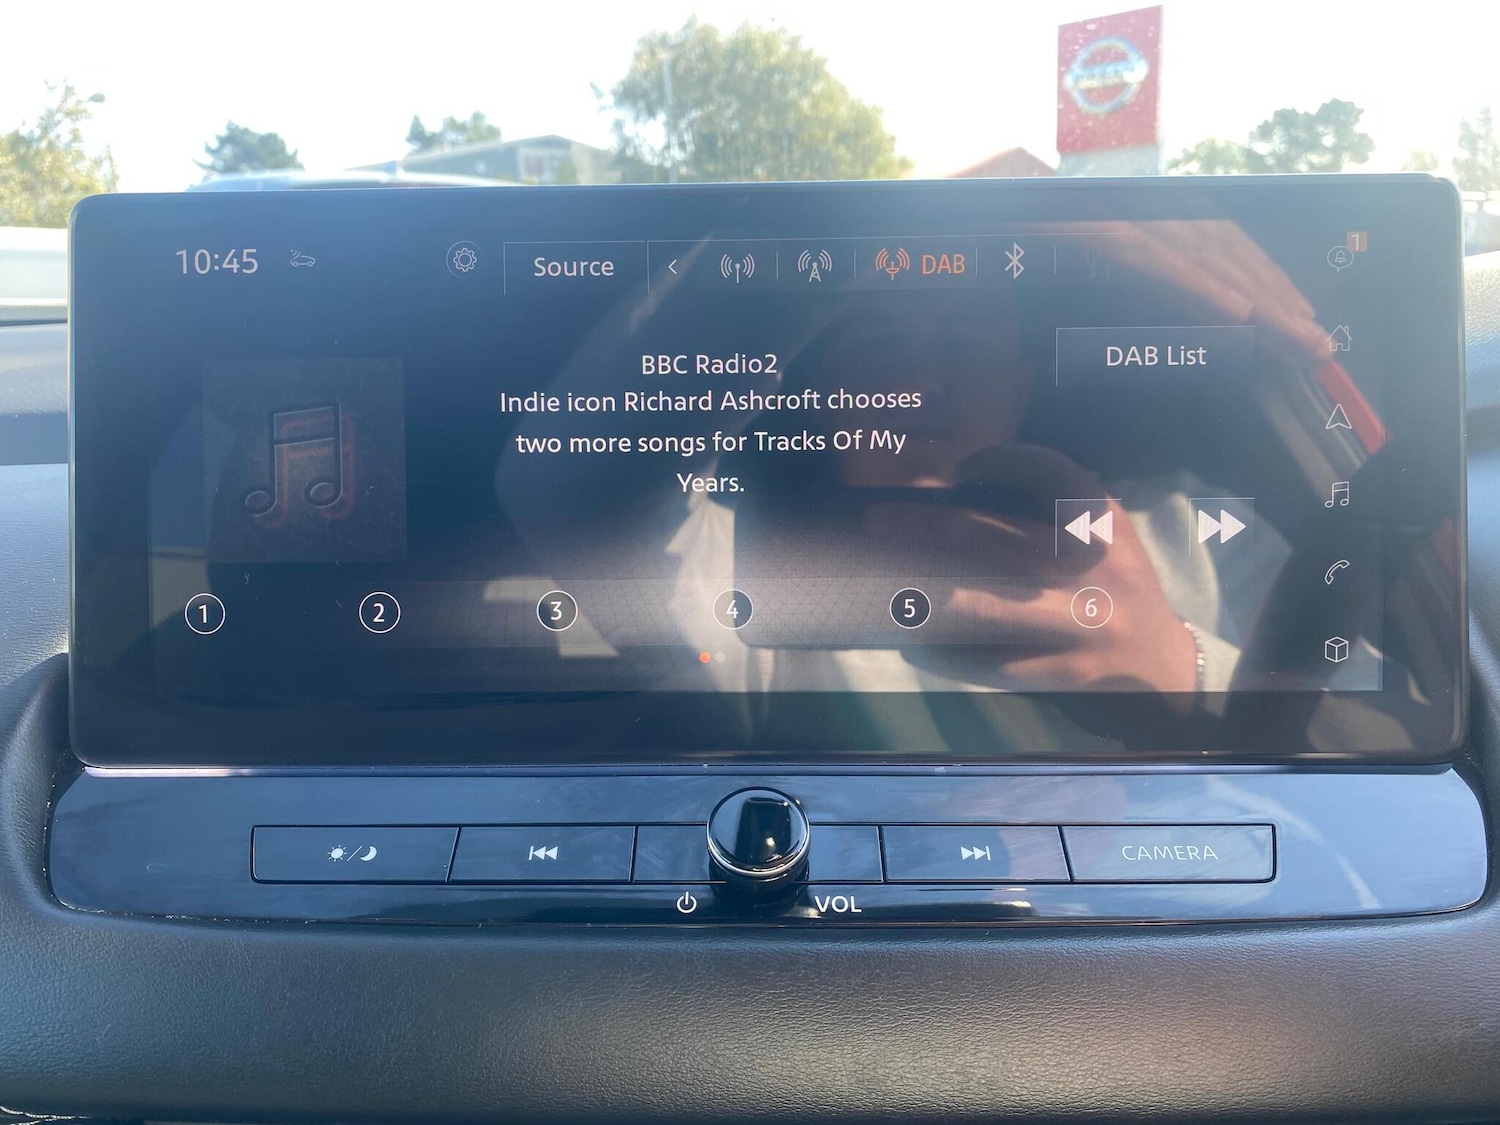 10:45
Source
DAB
1
BBC Radio2
Indie icon Richard Ashcroft chooses
two more songs for Tracks Of My
Years.
DAB List
1 2 3 4 5 6
CAMERA
VOL